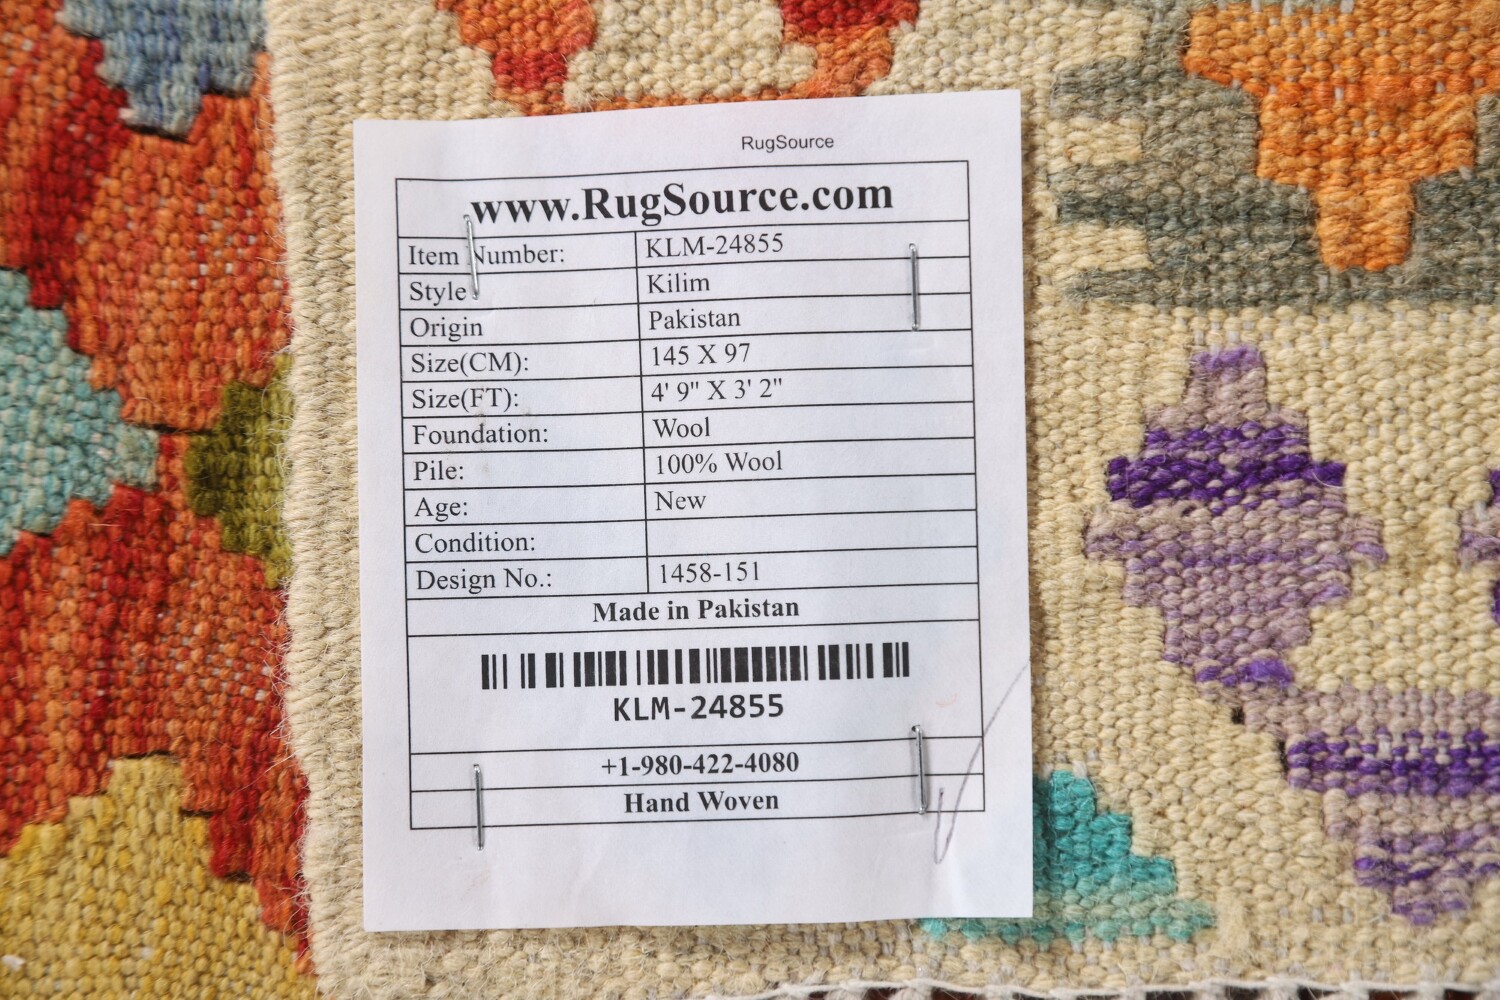 RugSource
www.RugSource.com
Item Number: KLM-24855
Style: Kilim
Origin Pakistan
Size(CM): 145 X 97
Size(FT): 4' 9" X 3' 2"
Foundation: Wool
Pile: 100% Wool
Age: New
Condition:
Design No.: 1458-151
Made in Pakistan
KLM-24855
+1-980-422-4080
Hand Woven